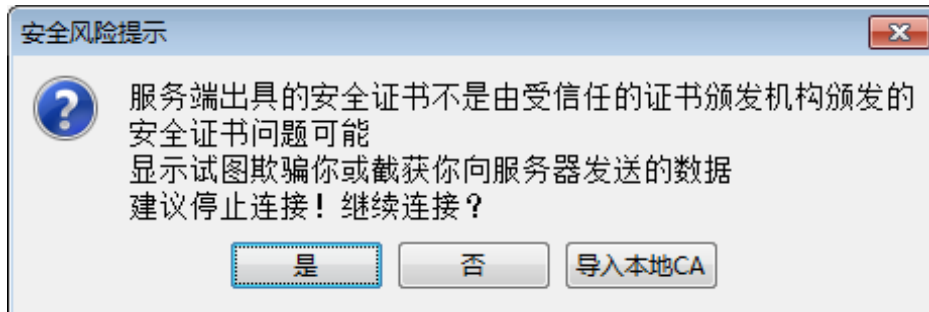 安全风险提示
服务端出具的安全证书不是由受信任的证书颁发机构颁发的
安全证书问题可能
显示试图欺骗你或截获你向服务器发送的数据
建议停止连接！继续连接？
是 否 导入本地CA